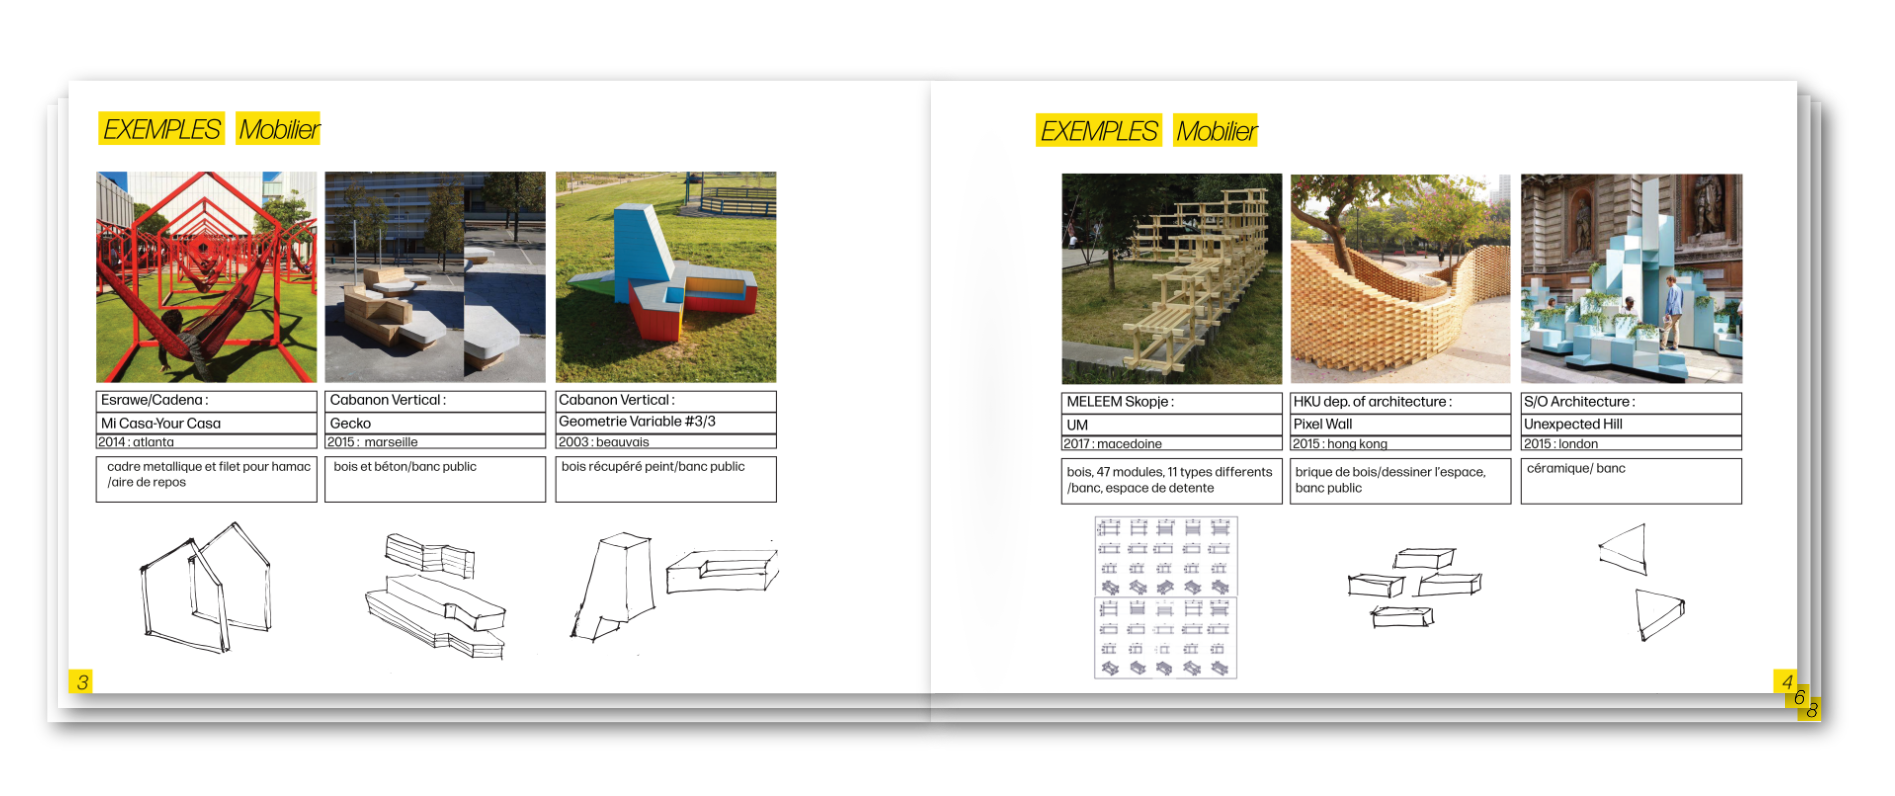 EXEMPLES Mobilier
Esrawe/Cadena :
Mi Casa-Your Casa
2014 : atlanta
cadre metallique et filet pour hamac
/aire de repos
Cabanon Vertical :
Gecko
2015 : marseille
bois et béton/banc public
Cabanon Vertical :
Geometrie Variable #3/3
2003 : beauvais
bois récupéré peint/banc public
3
EXEMPLES Mobilier
MELEEM Skopje :
UM
2017 : macedoine
bois, 47 modules, 11 types differents
/banc, espace de detente
HKU dep. of architecture :
Pixel Wall
2015 : hong kong
brique de bois/dessiner l'espace,
banc public
S/O Architecture :
Unexpected Hill
2015 : london
céramique/ banc
4
6
8